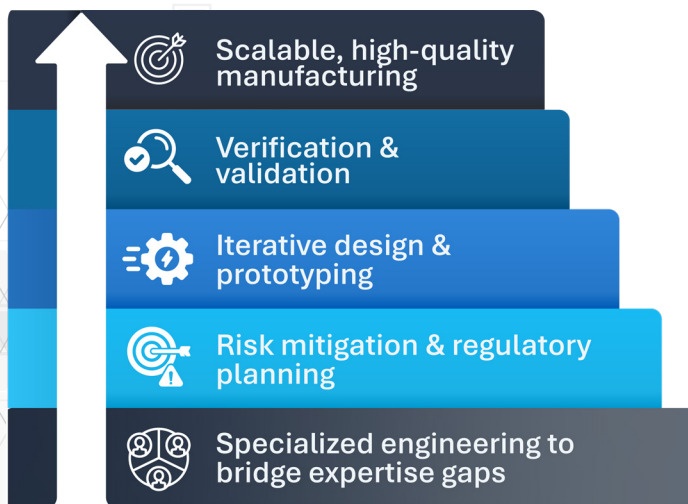 Scalable, high-quality
manufacturing
Verification &
validation
Iterative design &
prototyping
Risk mitigation & regulatory
planning
Specialized engineering to
bridge expertise gaps